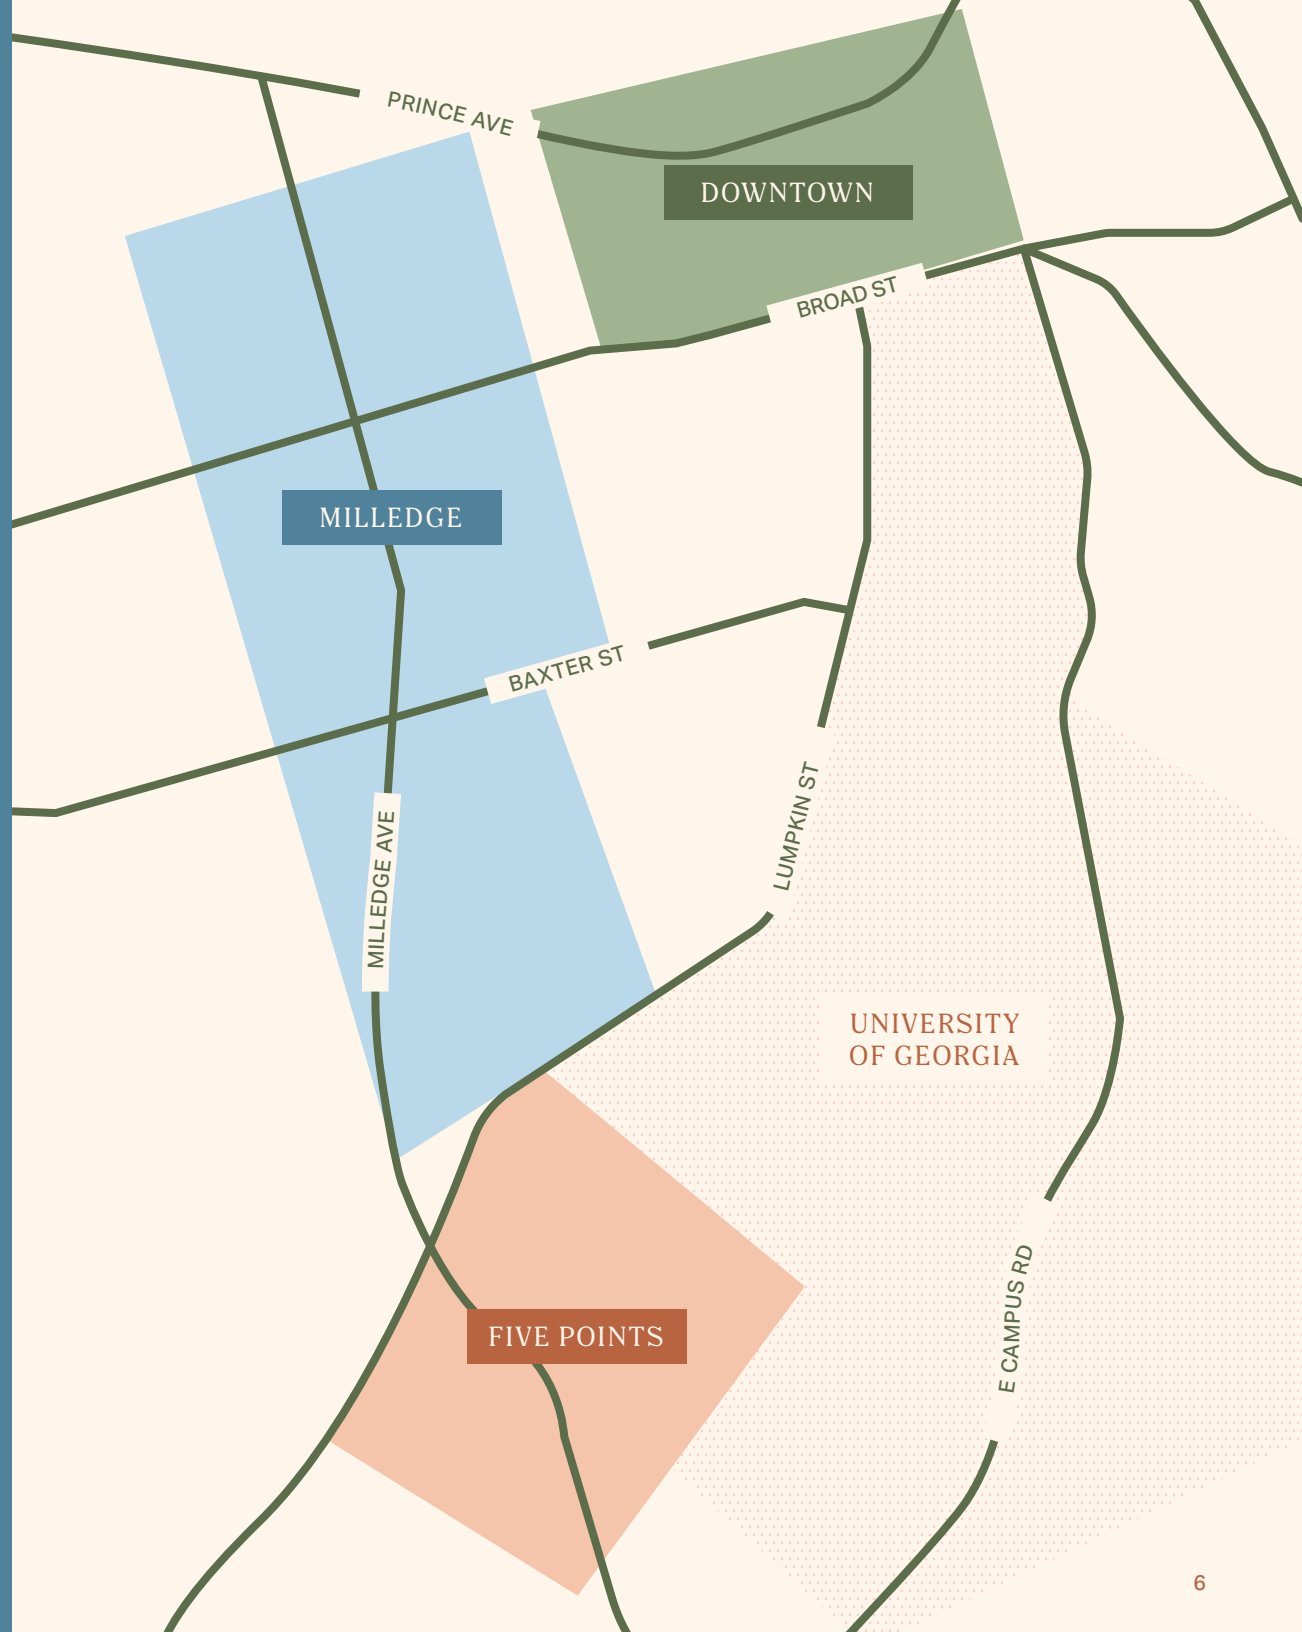 PRINCE AVE
DOWNTOWN
BROAD ST
MILLEDGE
BAXTER ST
LUMPKIN ST
MILLEDGE AVE
UNIVERSITY
OF GEORGIA
E CAMPUS RD
FIVE POINTS
6